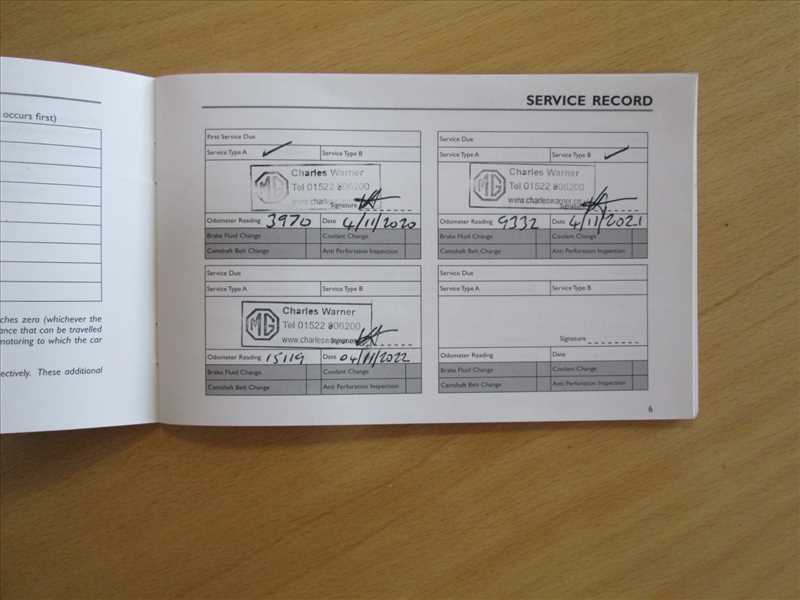 occurs first)
ches zero (whichever the
ance that can be travelled
motoring to which the car
ectively. These additional
SERVICE RECORD
First Service Due
Service Type A ✓ Service Type B
MG Charles Warner
Tel 01522 806200
Signature
Odometer Reading 3970 Date 4/11/2020
Brake Fluid Change Coolant Change
Camshaft Belt Change Anti Perforation Inspection
Service Due
Service Type A Service Type B ✓
MG Charles Warner
Tel 01522 806200
Odometer Reading 9332 Date 4/11/2021
Brake Fluid Change Coolant Change
Camshaft Belt Change Anti Perforation Inspection
Service Due
Service Type A Service Type B
MG Charles Warner
Tel 01522 806200
Odometer Reading 15119 Date 04/11/2022
Brake Fluid Change Coolant Change
Camshaft Belt Change Anti Perforation Inspection
Service Due
Service Type A Service Type B
Signature
Odometer Reading Date
Brake Fluid Change Coolant Change
Camshaft Belt Change Anti Perforation Inspection
6